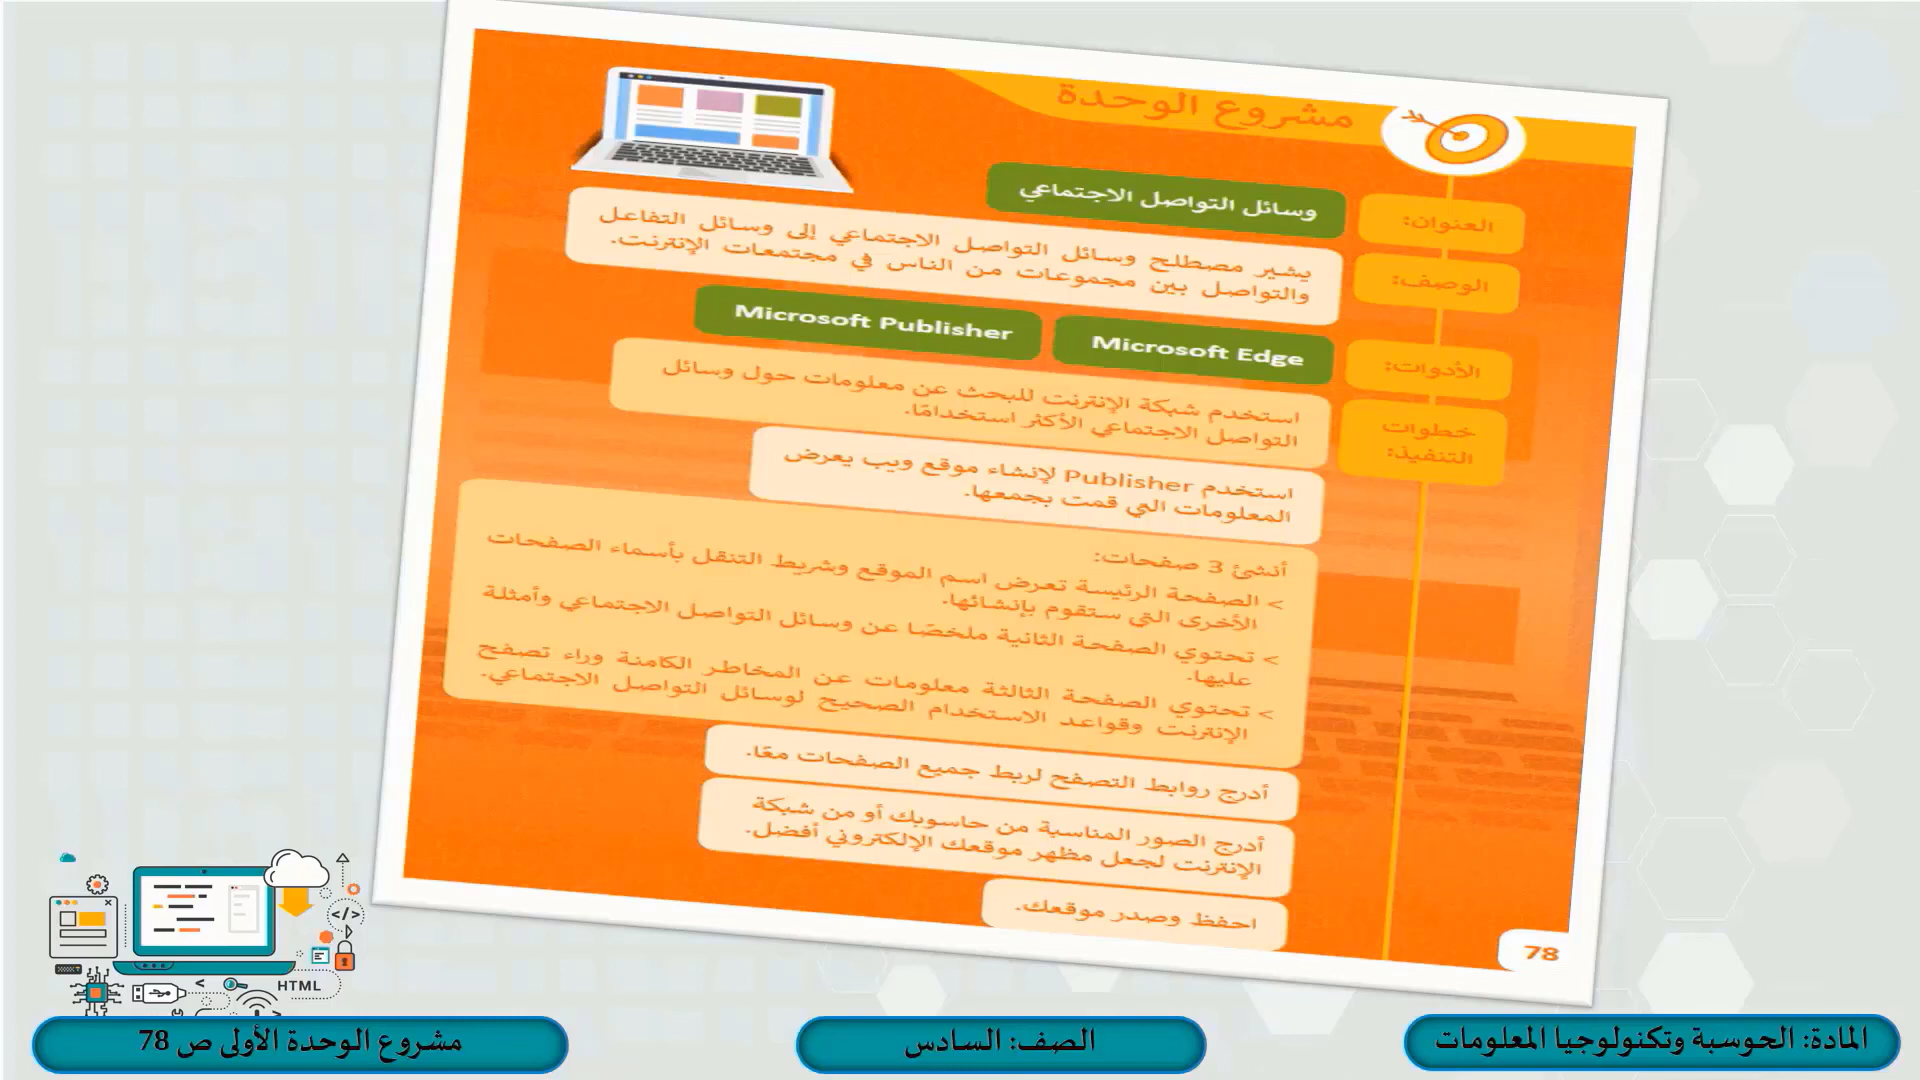 مشروع الوحدة
العنوان:
وسائل التواصل الاجتماعي
الوصف:
يشير مصطلح وسائل التواصل الاجتماعي إلى وسائل التفاعل
والتواصل بين مجموعات من الناس في مجتمعات الإنترنت.
الأدوات:
Microsoft Edge
Microsoft Publisher
خطوات
التنفيذ:
استخدم شبكة الإنترنت للبحث عن معلومات حول وسائل
التواصل الاجتماعي الأكثر استخدامًا.
استخدم Publisher لإنشاء موقع ويب يعرض
المعلومات التي قمت بجمعها.
أنشئ 3 صفحات:
> الصفحة الرئيسة تعرض اسم الموقع وشريط التنقل بأسماء الصفحات
الأخرى التي ستقوم بإنشائها.
> تحتوي الصفحة الثانية ملخصًا عن وسائل التواصل الاجتماعي وأمثلة
عليها.
> تحتوي الصفحة الثالثة معلومات عن المخاطر الكامنة وراء تصفح
الإنترنت وقواعد الاستخدام الصحيح لوسائل التواصل الاجتماعي.
أدرج روابط التصفح لربط جميع الصفحات معًا.
أدرج الصور المناسبة من حاسوبك أو من شبكة
الإنترنت لجعل مظهر موقعك الإلكتروني أفضل.
احفظ وصدر موقعك.
78
</>
HTML
المادة: الحوسبة وتكنولوجيا المعلومات
الصف: السادس
مشروع الوحدة الأولى ص 78